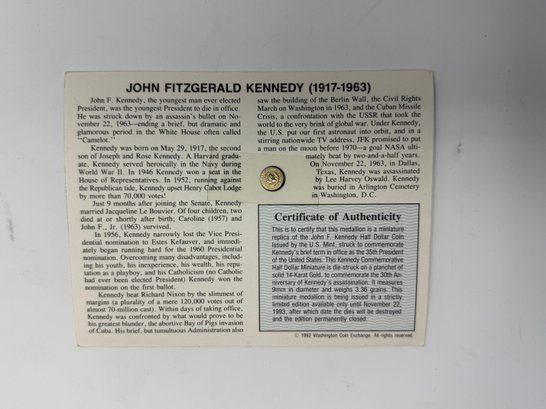 JOHN FITZGERALD KENNEDY (1917-1963)
John F. Kennedy, the youngest man ever elected
President, was the youngest President to die in office.
He was struck down by an assassin's bullet on No-
vember 22, 1963—ending a brief, but dramatic and
glamorous period in the White House often called
"Camelot."
Kennedy was born on May 29, 1917, the second
son of Joseph and Rose Kennedy. A Harvard gradu-
ate, Kennedy served heroically in the Navy during
World War II. In 1946 Kennedy won a seat in the
House of Representatives. In 1952, running against
the Republican tide, Kennedy upset Henry Cabot Lodge
by more than 70,000 votes!
Just 9 months after joining the Senate, Kennedy
married Jacqueline Le Bouvier. Of four children, two
died at or shortly after birth; Caroline (1957) and
John F., Jr. (1963) survived.
In 1956, Kennedy narrowly lost the Vice Presi-
dential nomination to Estes Kefauver, and immedi-
ately began running hard for the 1960 Presidential
nomination. Overcoming many disadvantages, includ-
ing his youth, his inexperience, his wealth, his repu-
tation as a playboy, and his Catholicism (no Catholic
had ever been elected President) Kennedy won the
nomination on the first ballot.
Kennedy beat Richard Nixon by the slimmest of
margins (a plurality of a mere 120,000 votes out of
almost 70-million cast). Within days of taking office,
Kennedy was confronted by what would prove to be
his greatest blunder, the abortive Bay of Pigs invasion
of Cuba. His brief, but tumultuous Administration also
saw the building of the Berlin Wall, the Civil Rights
March on Washington in 1963, and the Cuban Missile
Crisis, a confrontation with the USSR that took the
world to the very brink of global war. Under Kennedy,
the U.S. put our first astronaut into orbit, and in a
stirring nationwide TV address, JFK promised to put
a man on the moon before 1970—a goal NASA ulti-
mately beat by two-and-a-half years.
On November 22, 1963, in Dallas,
Texas, Kennedy was assassinated
by Lee Harvey Oswald. Kennedy
was buried in Arlington Cemetery
in Washington, D.C.
Certificate of Authenticity
This is to certify that this medallion is a miniature
replica of the John F. Kennedy Half Dollar Coin
issued by the U.S. Mint, struck to commemorate
Kennedy's brief term in office as the 35th President
of the United States. This Kennedy Commemorative
Half Dollar Miniature is die-struck on a planchet of
solid 14-Karat Gold, to commemorate the 30th An-
niversary of Kennedy's assassination. It measures
9mm in diameter and weighs 3.36 grains. This
miniature medallion is being issued in a strictly
limited edition available only until November 22,
1993, after which date the dies will be destroyed
and the edition permanently closed.
© 1992 Washington Coin Exchange. All rights reserved.